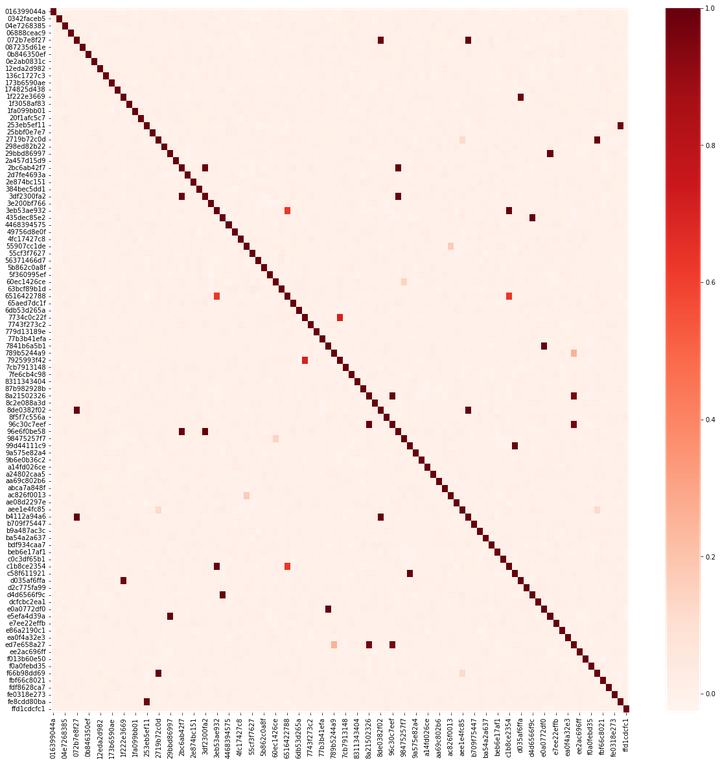 016399044a
0342faceb5
04e7268385
06888ceac9
072b7e8f27
087235d61e
0b846350ef
0e2ab0831c
12eda2d982
136c1727c3
173b6590ae
174825d438
1f222e3669
1f3058af83
1fa099bb01
20f1afc5c7
253eb5ef11
25bbf0e7e7
2719b72c0d
298ed82b22
29bbd86997
2a457d15d9
2bc6ab42f7
2d7fe4693a
2e874bc151
384bec5dd1
3df2300fa2
3e200bf766
3eb53ae932
435dec85e2
4468394575
49756d8e0f
4fc17427c8
55907cc1de
55cf3f7627
56371466d7
5b862c0a8f
5f360995ef
60ec1426ce
63bcf89b1d
6516422788
65aed7dc1f
6db53d265a
7734c0c22f
7743f273c2
779d13189e
77b3b41efa
7841b6a5b1
789b5244a9
7925993f42
7cb7913148
7fe6cb4c98
8311343404
87b982928b
8a21502326
8c2e088a3d
8de0382f02
8f5f7c556a
96c30c7eef
96e6f0be58
98475257f7
99d44111c9
9a575e82a4
9b6e0b36c2
a14fd026ce
a24802caa5
aa69c802b6
abca7a848f
ac826f0013
ae08d2297e
aee1e4fc85
b4112a94a6
b709f75447
b9a487ac3c
ba54a2a637
bdf934caa7
beb6e17af1
c0c3df65b1
c1b8ce2354
c58f611921
d035af6ffa
d2c775fa99
d4d6566f9c
dcfcbc2ea1
e0a0772df0
e5efa4d39a
e7ee22effb
e86a2190c1
ea0f4a32e3
ed7e658a27
ee2ac696ff
f013b60e50
f0a0febd35
f66b98dd69
fbf66c8021
fdf8628ca7
fe0318e273
fe8cdd80ba
ffd1cdcfc1
016399044a
04e7268385
072b7e8f27
0b846350ef
12eda2d982
173b6590ae
1f222e3669
1fa099bb01
253eb5ef11
2719b72c0d
29bbd86997
2bc6ab42f7
2e874bc151
3df2300fa2
3eb53ae932
4468394575
4fc17427c8
55cf3f7627
5b862c0a8f
60ec1426ce
6516422788
6db53d265a
7743f273c2
77b3b41efa
789b5244a9
7cb7913148
8311343404
8a21502326
8de0382f02
96c30c7eef
98475257f7
9a575e82a4
a14fd026ce
aa69c802b6
ac826f0013
aee1e4fc85
b709f75447
ba54a2a637
beb6e17af1
c1b8ce2354
d035af6ffa
d4d6566f9c
e0a0772df0
e7ee22effb
ea0f4a32e3
ee2ac696ff
f0a0febd35
fbf66c8021
fe0318e273
ffd1cdcfc1
1.0
0.8
0.6
0.4
0.2
0.0